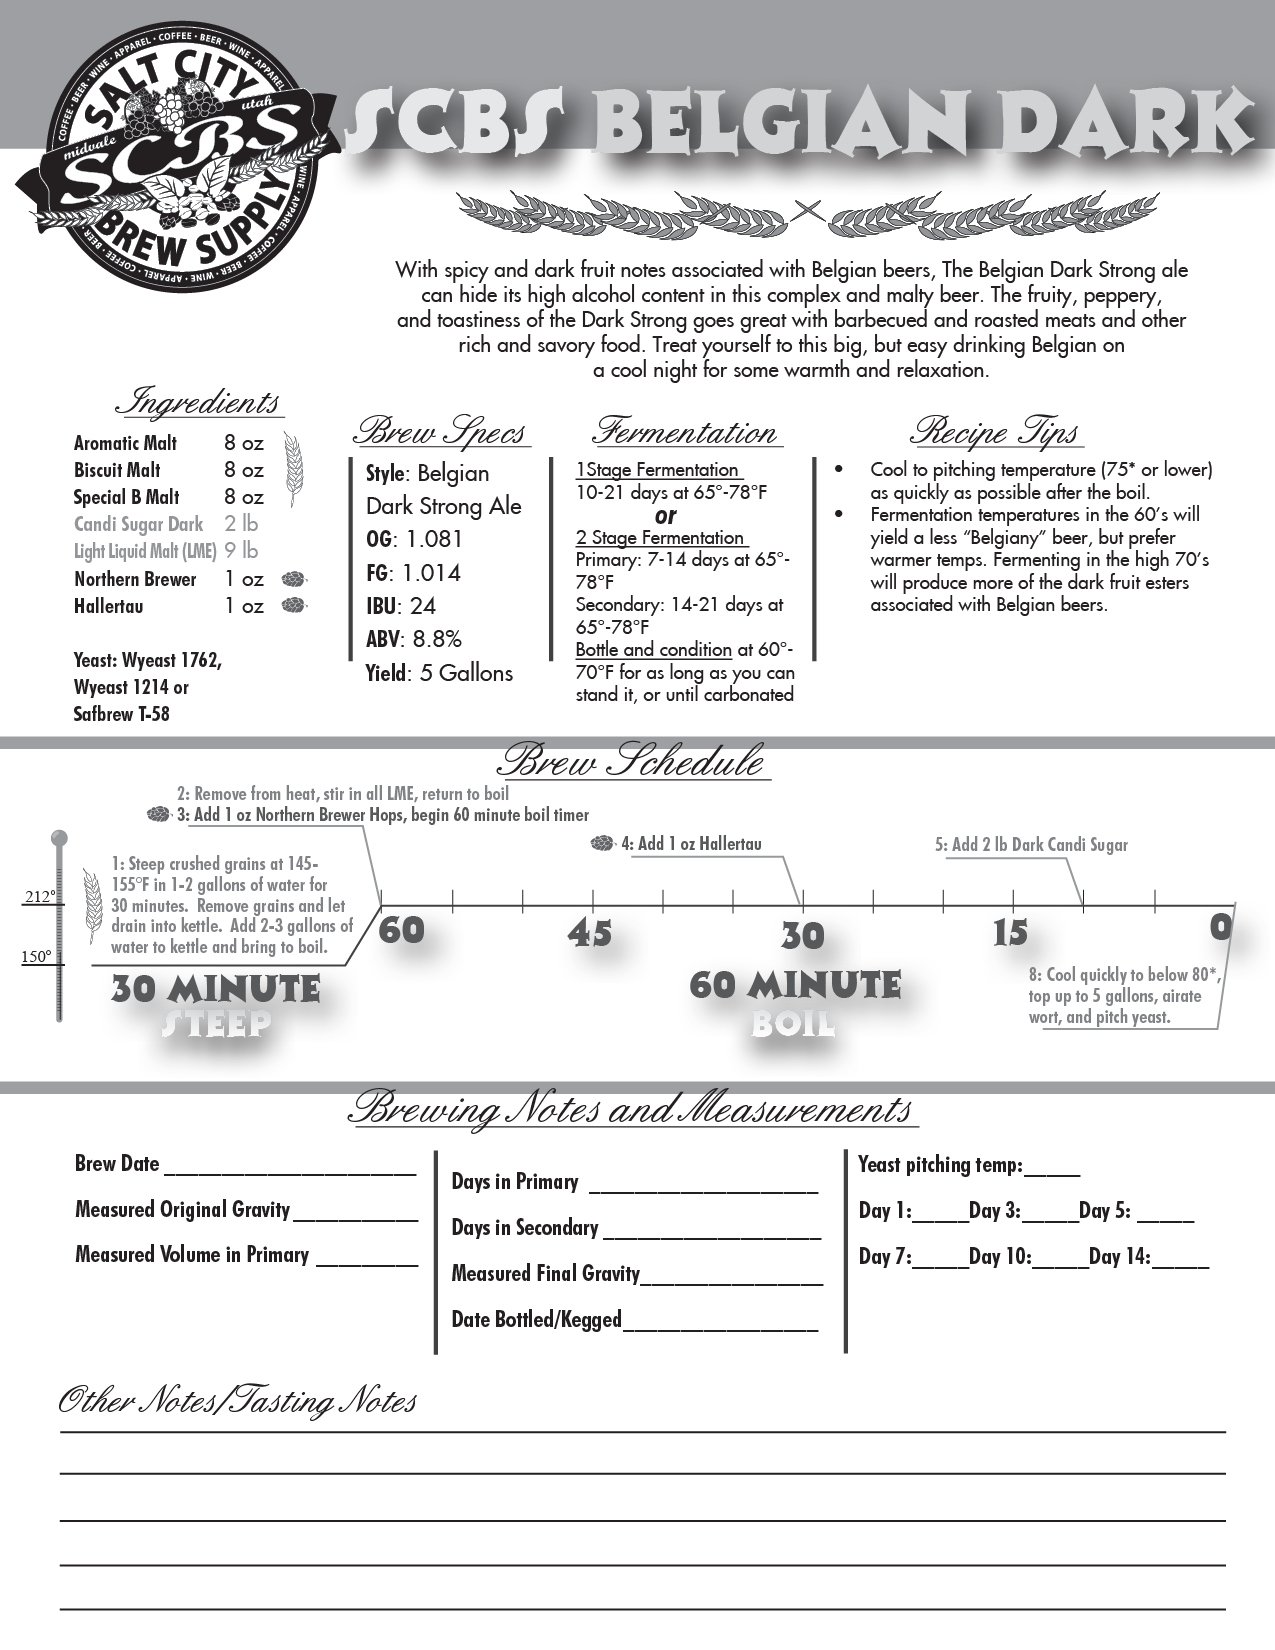 COFFEE · BEER · WINE · APPAREL · COFFEE · BEER · WINE · APPAREL
SALT CITY
midvale
utah
SCBS
BREW SUPPLY
WINE · APPAREL · COFFEE · BEER · WINE · APPAREL · COFFEE · BEER
SCBS BELGIAN DARK
With spicy and dark fruit notes associated with Belgian beers, The Belgian Dark Strong ale
can hide its high alcohol content in this complex and malty beer. The fruity, peppery,
and toastiness of the Dark Strong goes great with barbecued and roasted meats and other
rich and savory food. Treat yourself to this big, but easy drinking Belgian on
a cool night for some warmth and relaxation.
Ingredients
Aromatic Malt 8 oz
Biscuit Malt 8 oz
Special B Malt 8 oz
Candi Sugar Dark 2 lb
Light Liquid Malt (LME) 9 lb
Northern Brewer 1 oz
Hallertau 1 oz
Yeast: Wyeast 1762,
Wyeast 1214 or
Safbrew T-58
Brew Specs
Style: Belgian
Dark Strong Ale
OG: 1.081
FG: 1.014
IBU: 24
ABV: 8.8%
Yield: 5 Gallons
Fermentation
1Stage Fermentation
10-21 days at 65°-78°F
or
2 Stage Fermentation
Primary: 7-14 days at 65°-
78°F
Secondary: 14-21 days at
65°-78°F
Bottle and condition at 60°-
70°F for as long as you can
stand it, or until carbonated
Recipe Tips
• Cool to pitching temperature (75* or lower)
as quickly as possible after the boil.
• Fermentation temperatures in the 60's will
yield a less "Belgiany" beer, but prefer
warmer temps. Fermenting in the high 70's
will produce more of the dark fruit esters
associated with Belgian beers.
Brew Schedule
2: Remove from heat, stir in all LME, return to boil
3: Add 1 oz Northern Brewer Hops, begin 60 minute boil timer
4: Add 1 oz Hallertau
5: Add 2 lb Dark Candi Sugar
1: Steep crushed grains at 145-
155°F in 1-2 gallons of water for
30 minutes. Remove grains and let
drain into kettle. Add 2-3 gallons of
water to kettle and bring to boil.
212°
150°
60 45 30 15 0
30 MINUTE
STEEP
60 MINUTE
BOIL
8: Cool quickly to below 80*,
top up to 5 gallons, airate
wort, and pitch yeast.
Brewing Notes and Measurements
Brew Date ______________________
Measured Original Gravity___________
Measured Volume in Primary _________
Days in Primary ____________________
Days in Secondary ___________________
Measured Final Gravity________________
Date Bottled/Kegged_________________
Yeast pitching temp:_____
Day 1:_____Day 3:_____Day 5: _____
Day 7:_____Day 10:_____Day 14:_____
Other Notes/Tasting Notes